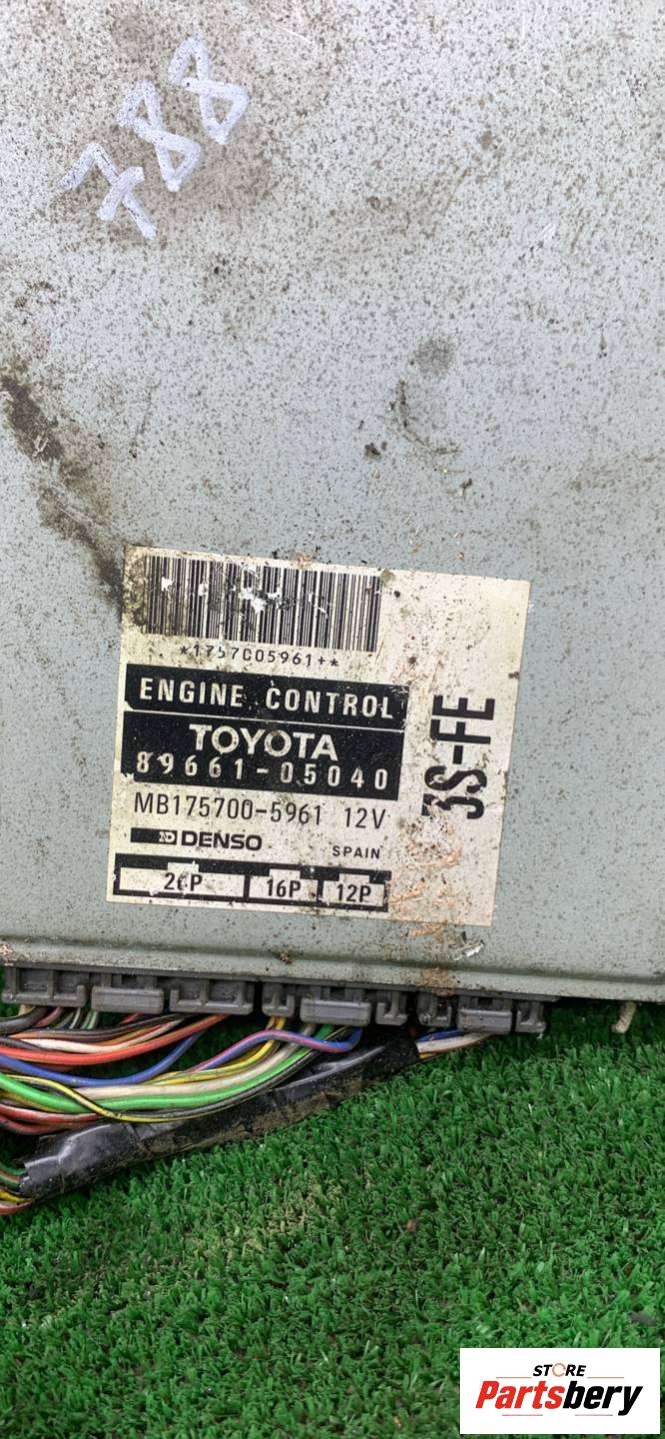 788
*1757005961+*
ENGINE CONTROL
TOYOTA
89661-05040
MB175700-5961 12V
ND DENSO
SPAIN
26P 16P 12P
3S-FE
STORE
Partsbery